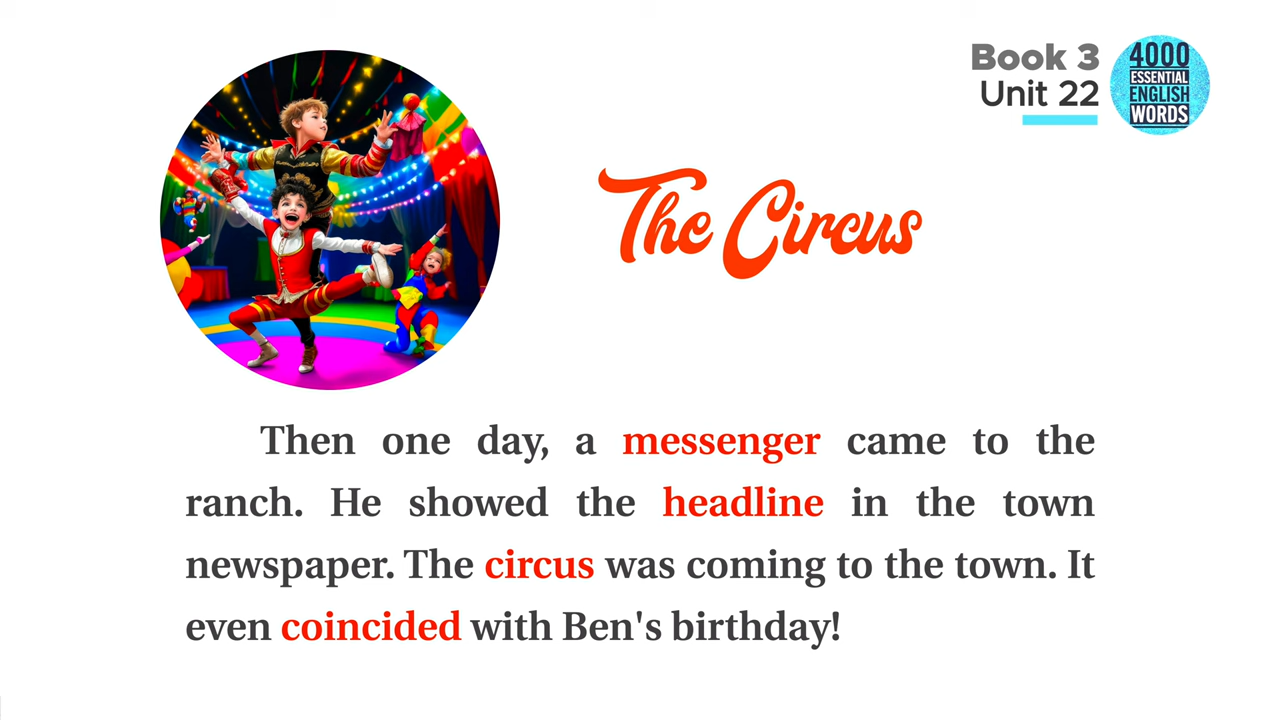 Book 3
Unit 22
4000
ESSENTIAL
ENGLISH
WORDS
The Circus
Then one day, a messenger came to the
ranch. He showed the headline in the town
newspaper. The circus was coming to the town. It
even coincided with Ben's birthday!